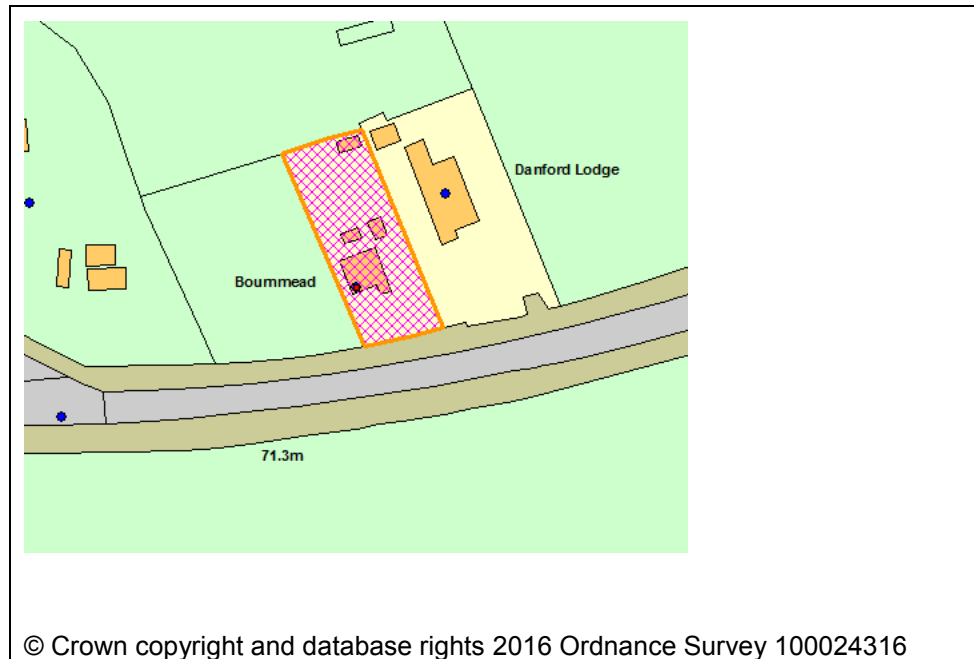 Danford Lodge
Bournmead
71.3m
© Crown copyright and database rights 2016 Ordnance Survey 100024316